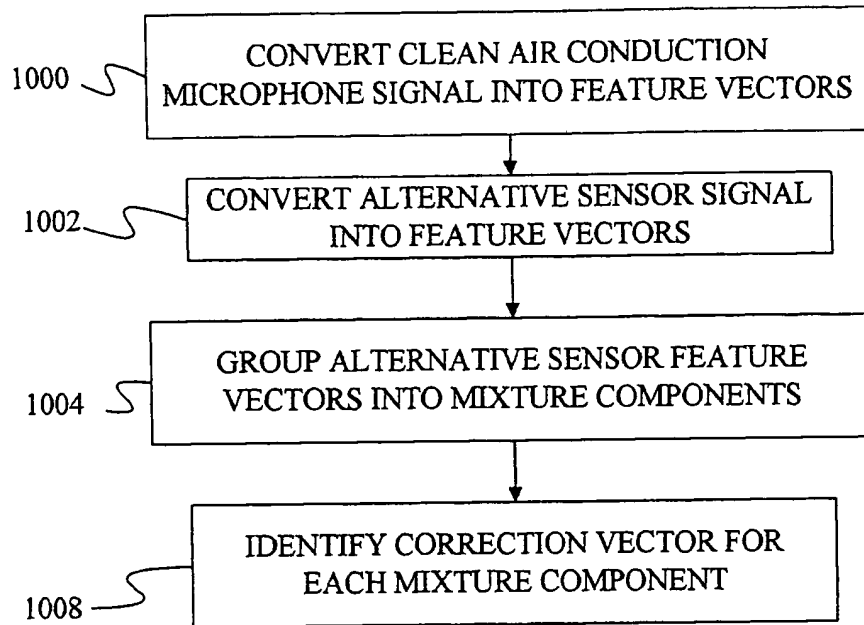 1000
CONVERT CLEAN AIR CONDUCTION
MICROPHONE SIGNAL INTO FEATURE VECTORS
1002
CONVERT ALTERNATIVE SENSOR SIGNAL
INTO FEATURE VECTORS
1004
GROUP ALTERNATIVE SENSOR FEATURE
VECTORS INTO MIXTURE COMPONENTS
1008
IDENTIFY CORRECTION VECTOR FOR
EACH MIXTURE COMPONENT